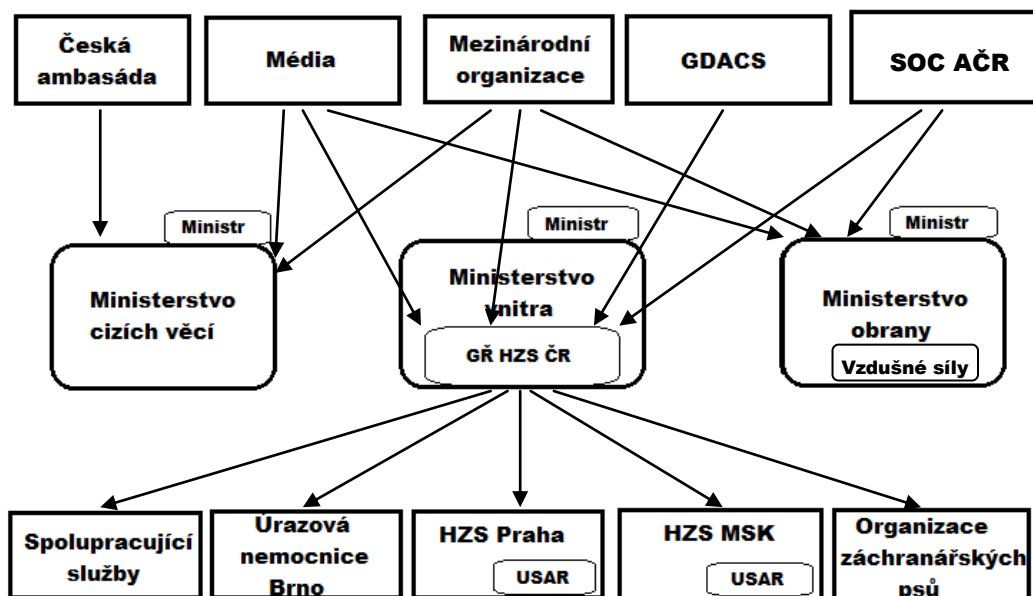 Česká
ambasáda
Média
Mezinárodní
organizace
GDACS
SOC AČR
Ministr
Ministr
Ministr
Ministerstvo
cizích věcí
Ministerstvo
vnitra
GŘ HZS ČR
Ministerstvo
obrany
Vzdušné síly
Spolupracující
služby
Úrazová
nemocnice
Brno
HZS Praha
USAR
HZS MSK
USAR
Organizace
záchranářských
psů